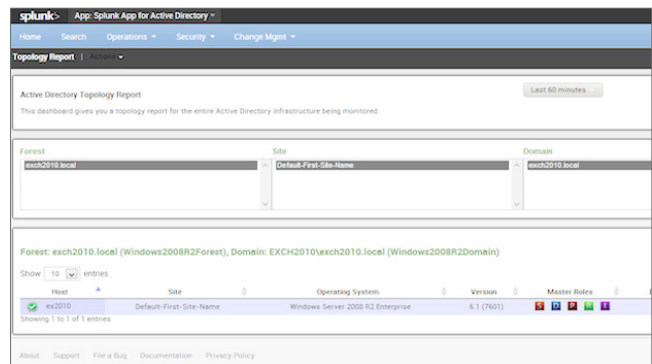 splunk> App: Splunk App for Active Directory
Home Search Operations Security Change Mgmt
Topology Report | Actions
Active Directory Topology Report
Last 60 minutes
This dashboard gives you a topology report for the entire Active Directory infrastructure being monitored.
Forest Site Domain
exch2010.local Default-First-Site-Name exch2010.local
Forest: exch2010.local (Windows2008R2Forest), Domain: EXCH2010\exch2010.local (Windows2008R2Domain)
Show 10 entries
Host Site Operating System Version Master Roles
ex2010 Default-First-Site-Name Windows Server 2008 R2 Enterprise 6.1 (7601) S D P
Showing 1 to 1 of 1 entries
About Support File a Bug Documentation Privacy Policy